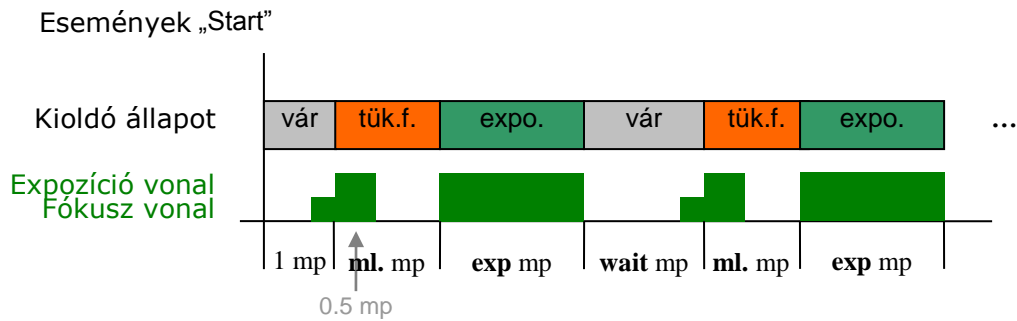 Események „Start”
Kioldó állapot vár tük.f. expo. vár tük.f. expo. ...
Expozíció vonal
Fókusz vonal
1 mp ml. mp exp mp wait mp ml. mp exp mp
0.5 mp